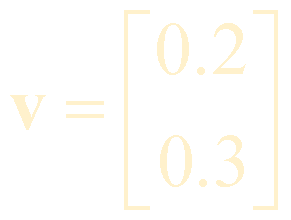 v = [0.2
0.3]